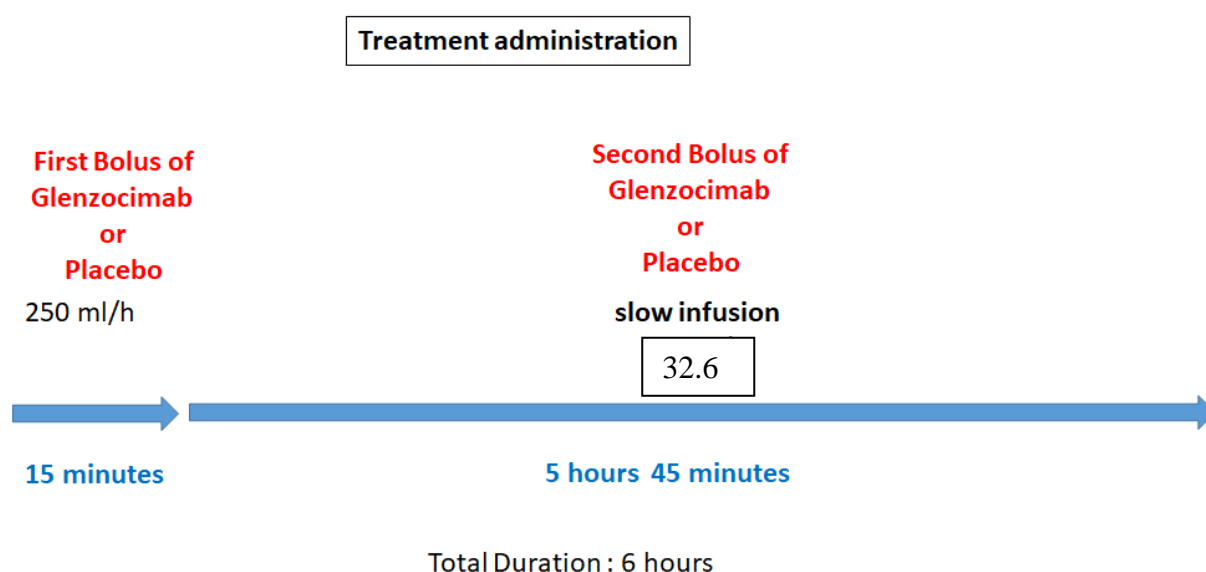 Treatment administration
First Bolus of
Glenzocimab
or
Placebo
250 ml/h
Second Bolus of
Glenzocimab
or
Placebo
slow infusion
32.6
15 minutes
5 hours 45 minutes
Total Duration : 6 hours